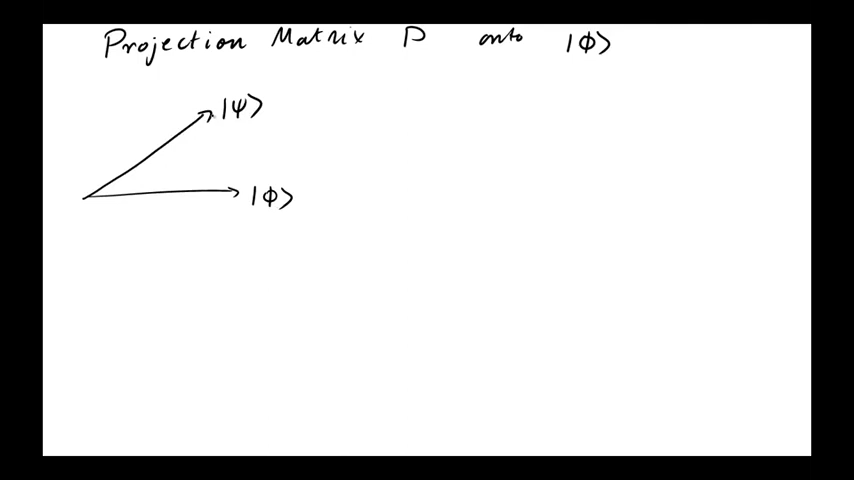 Projection Matrix P onto |Φ⟩
|ψ⟩
|Φ⟩